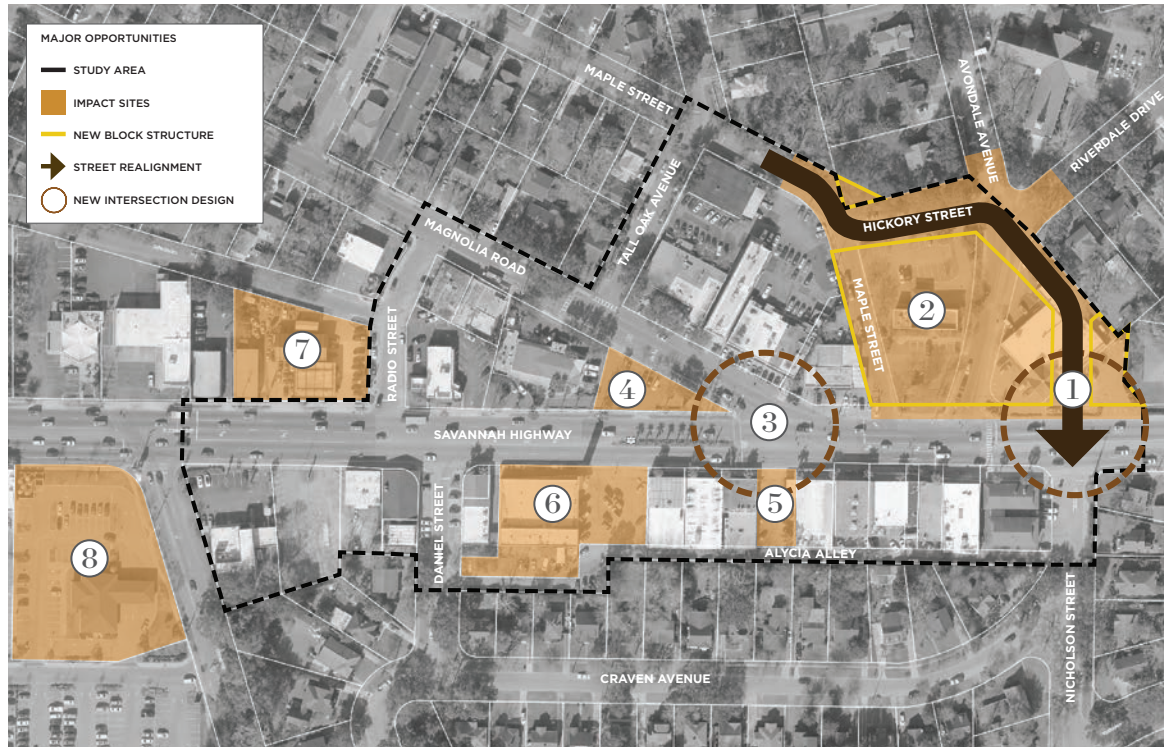 MAJOR OPPORTUNITIES
STUDY AREA
IMPACT SITES
NEW BLOCK STRUCTURE
STREET REALIGNMENT
NEW INTERSECTION DESIGN
MAPLE STREET
AVONDALE AVENUE
RIVERDALE DRIVE
TALL OAK AVENUE
HICKORY STREET
MAGNOLIA ROAD
MAPLE STREET
2
RADIO STREET
7
4
1
3
SAVANNAH HIGHWAY
6
5
DANIEL STREET
8
ALYCIA ALLEY
NICHOLSON STREET
CRAVEN AVENUE